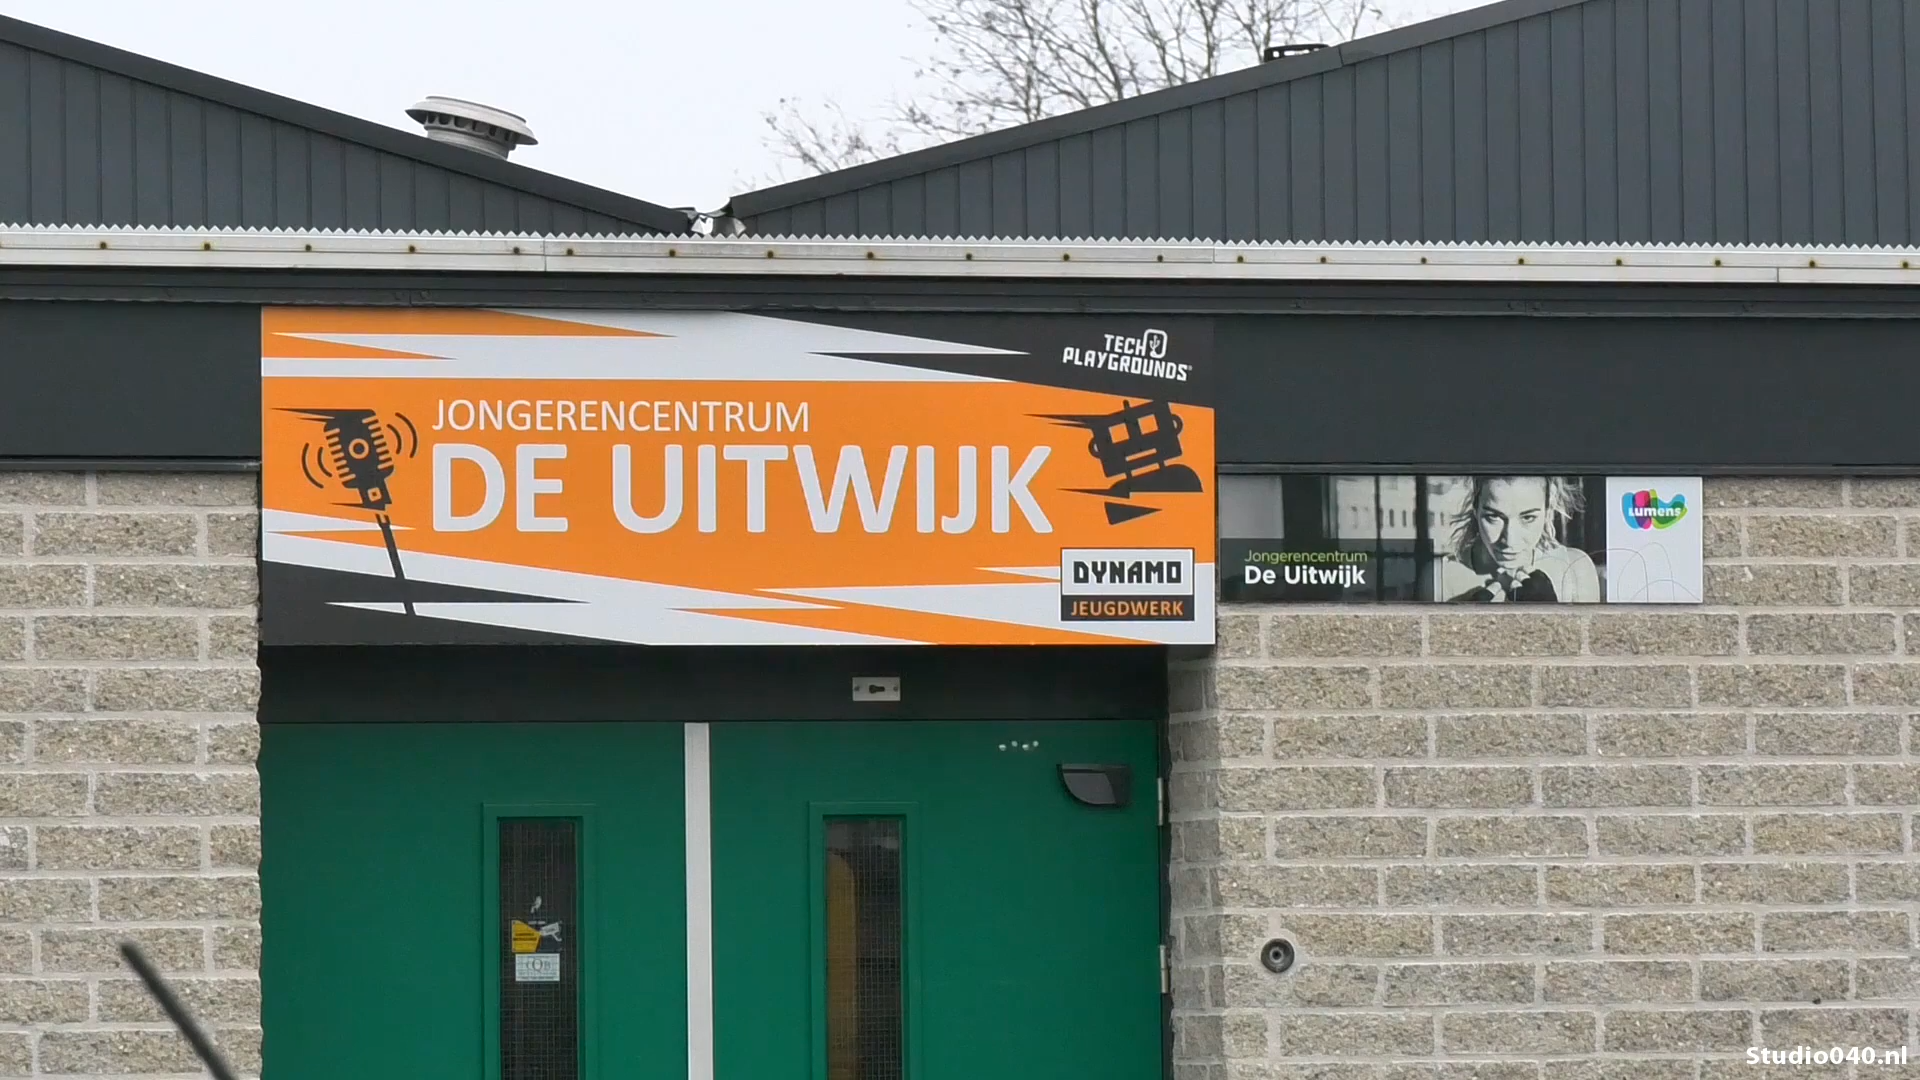 TECH
PLAYGROUNDS
JONGERENCENTRUM
DE UITWIJK
DYNAMO
JEUGDWERK
Jongerencentrum
De Uitwijk
Lumens
Studio040.nl